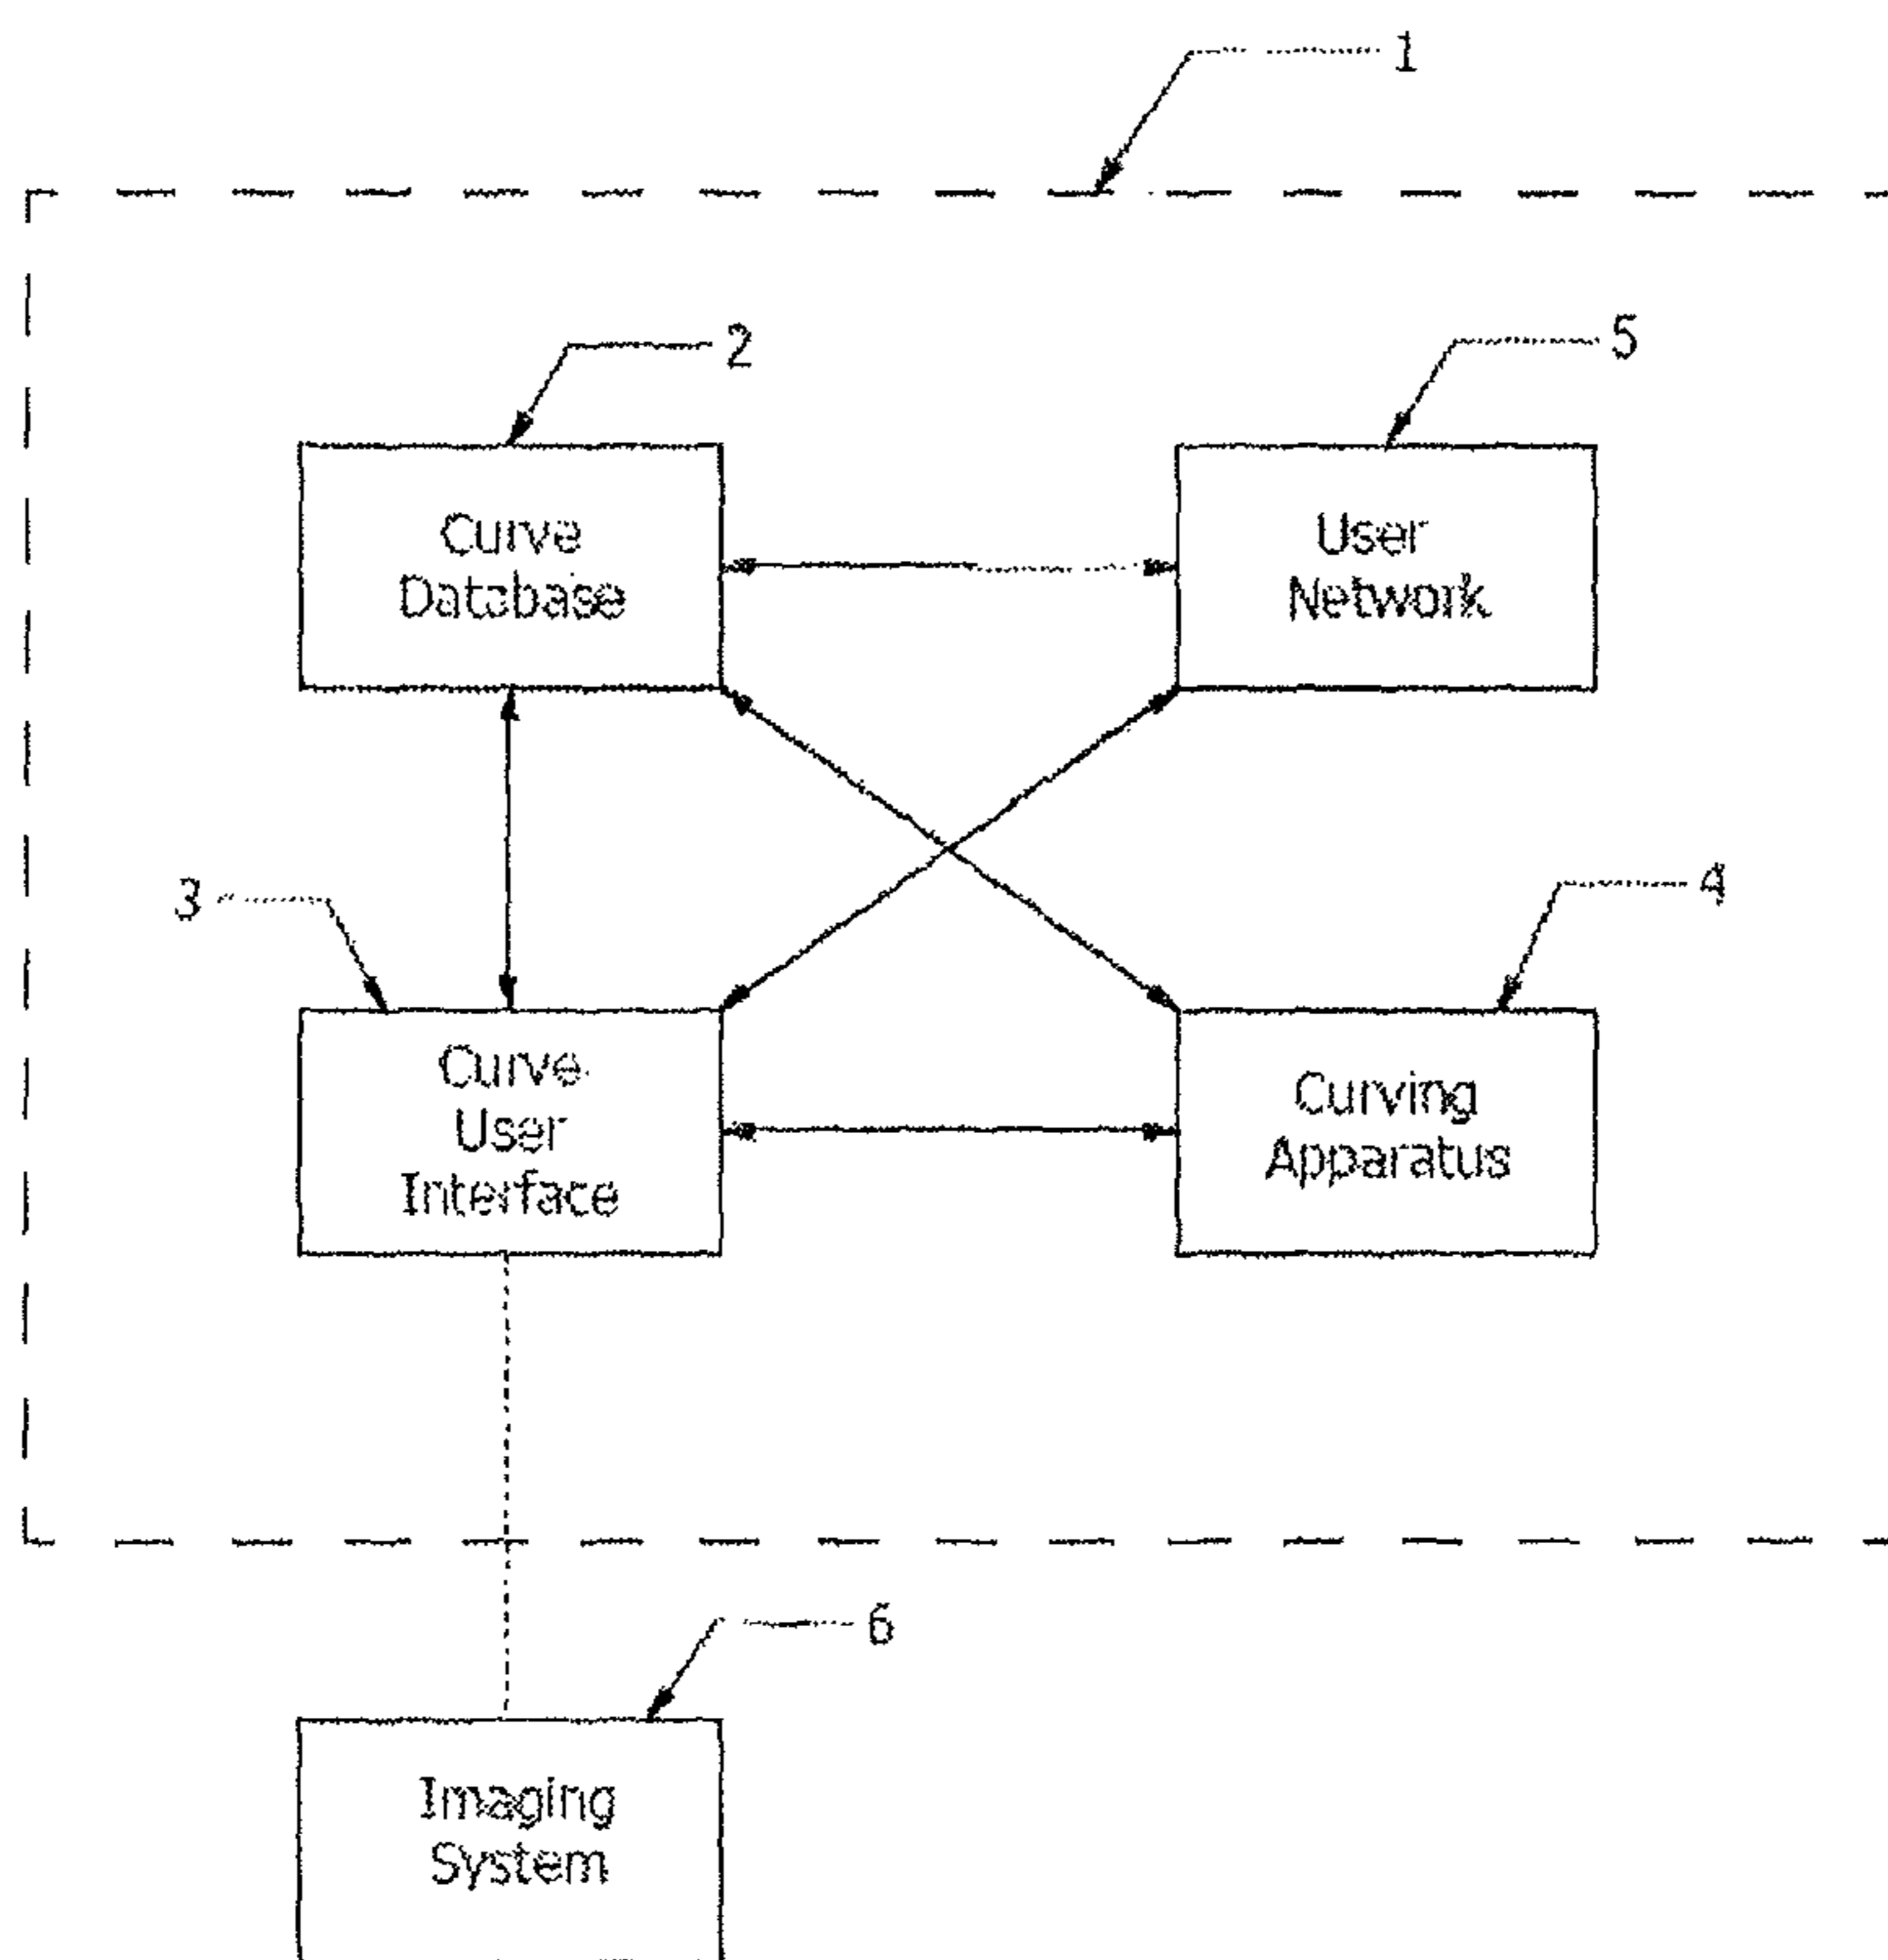 1
2
5
Curve
Database
User
Network
3
4
Curve
User
Interface
Curving
Apparatus
6
Imaging
System